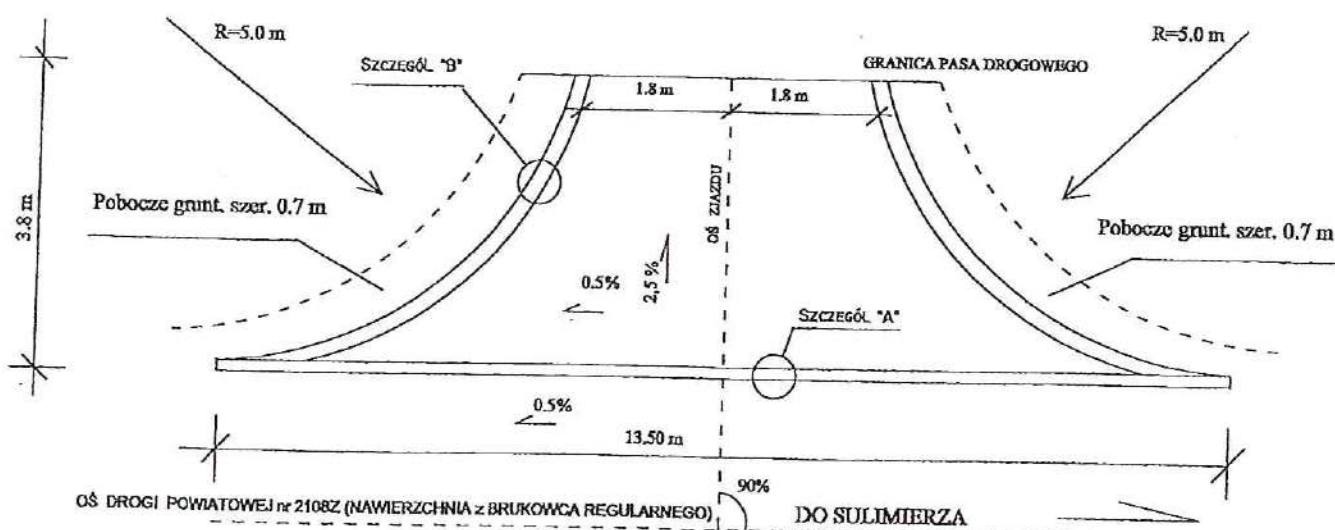 R=5.0 m
R=5.0 m
SZCZEGÓŁ "B"
GRANICA PASA DROGOWEGO
1.8 m
1.8 m
3.8 m
Pobocze grunt. szer. 0.7 m
OŚ ZJAZDU
Pobocze grunt. szer. 0.7 m
0.5%
2,5 %
SZCZEGÓŁ "A"
0.5%
13.50 m
90%
OŚ DROGI POWIATOWEJ nr 2108Z (NAWIERZCHNIA z BRUKOWCA REGULARNEGO)
DO SULIMIERZA